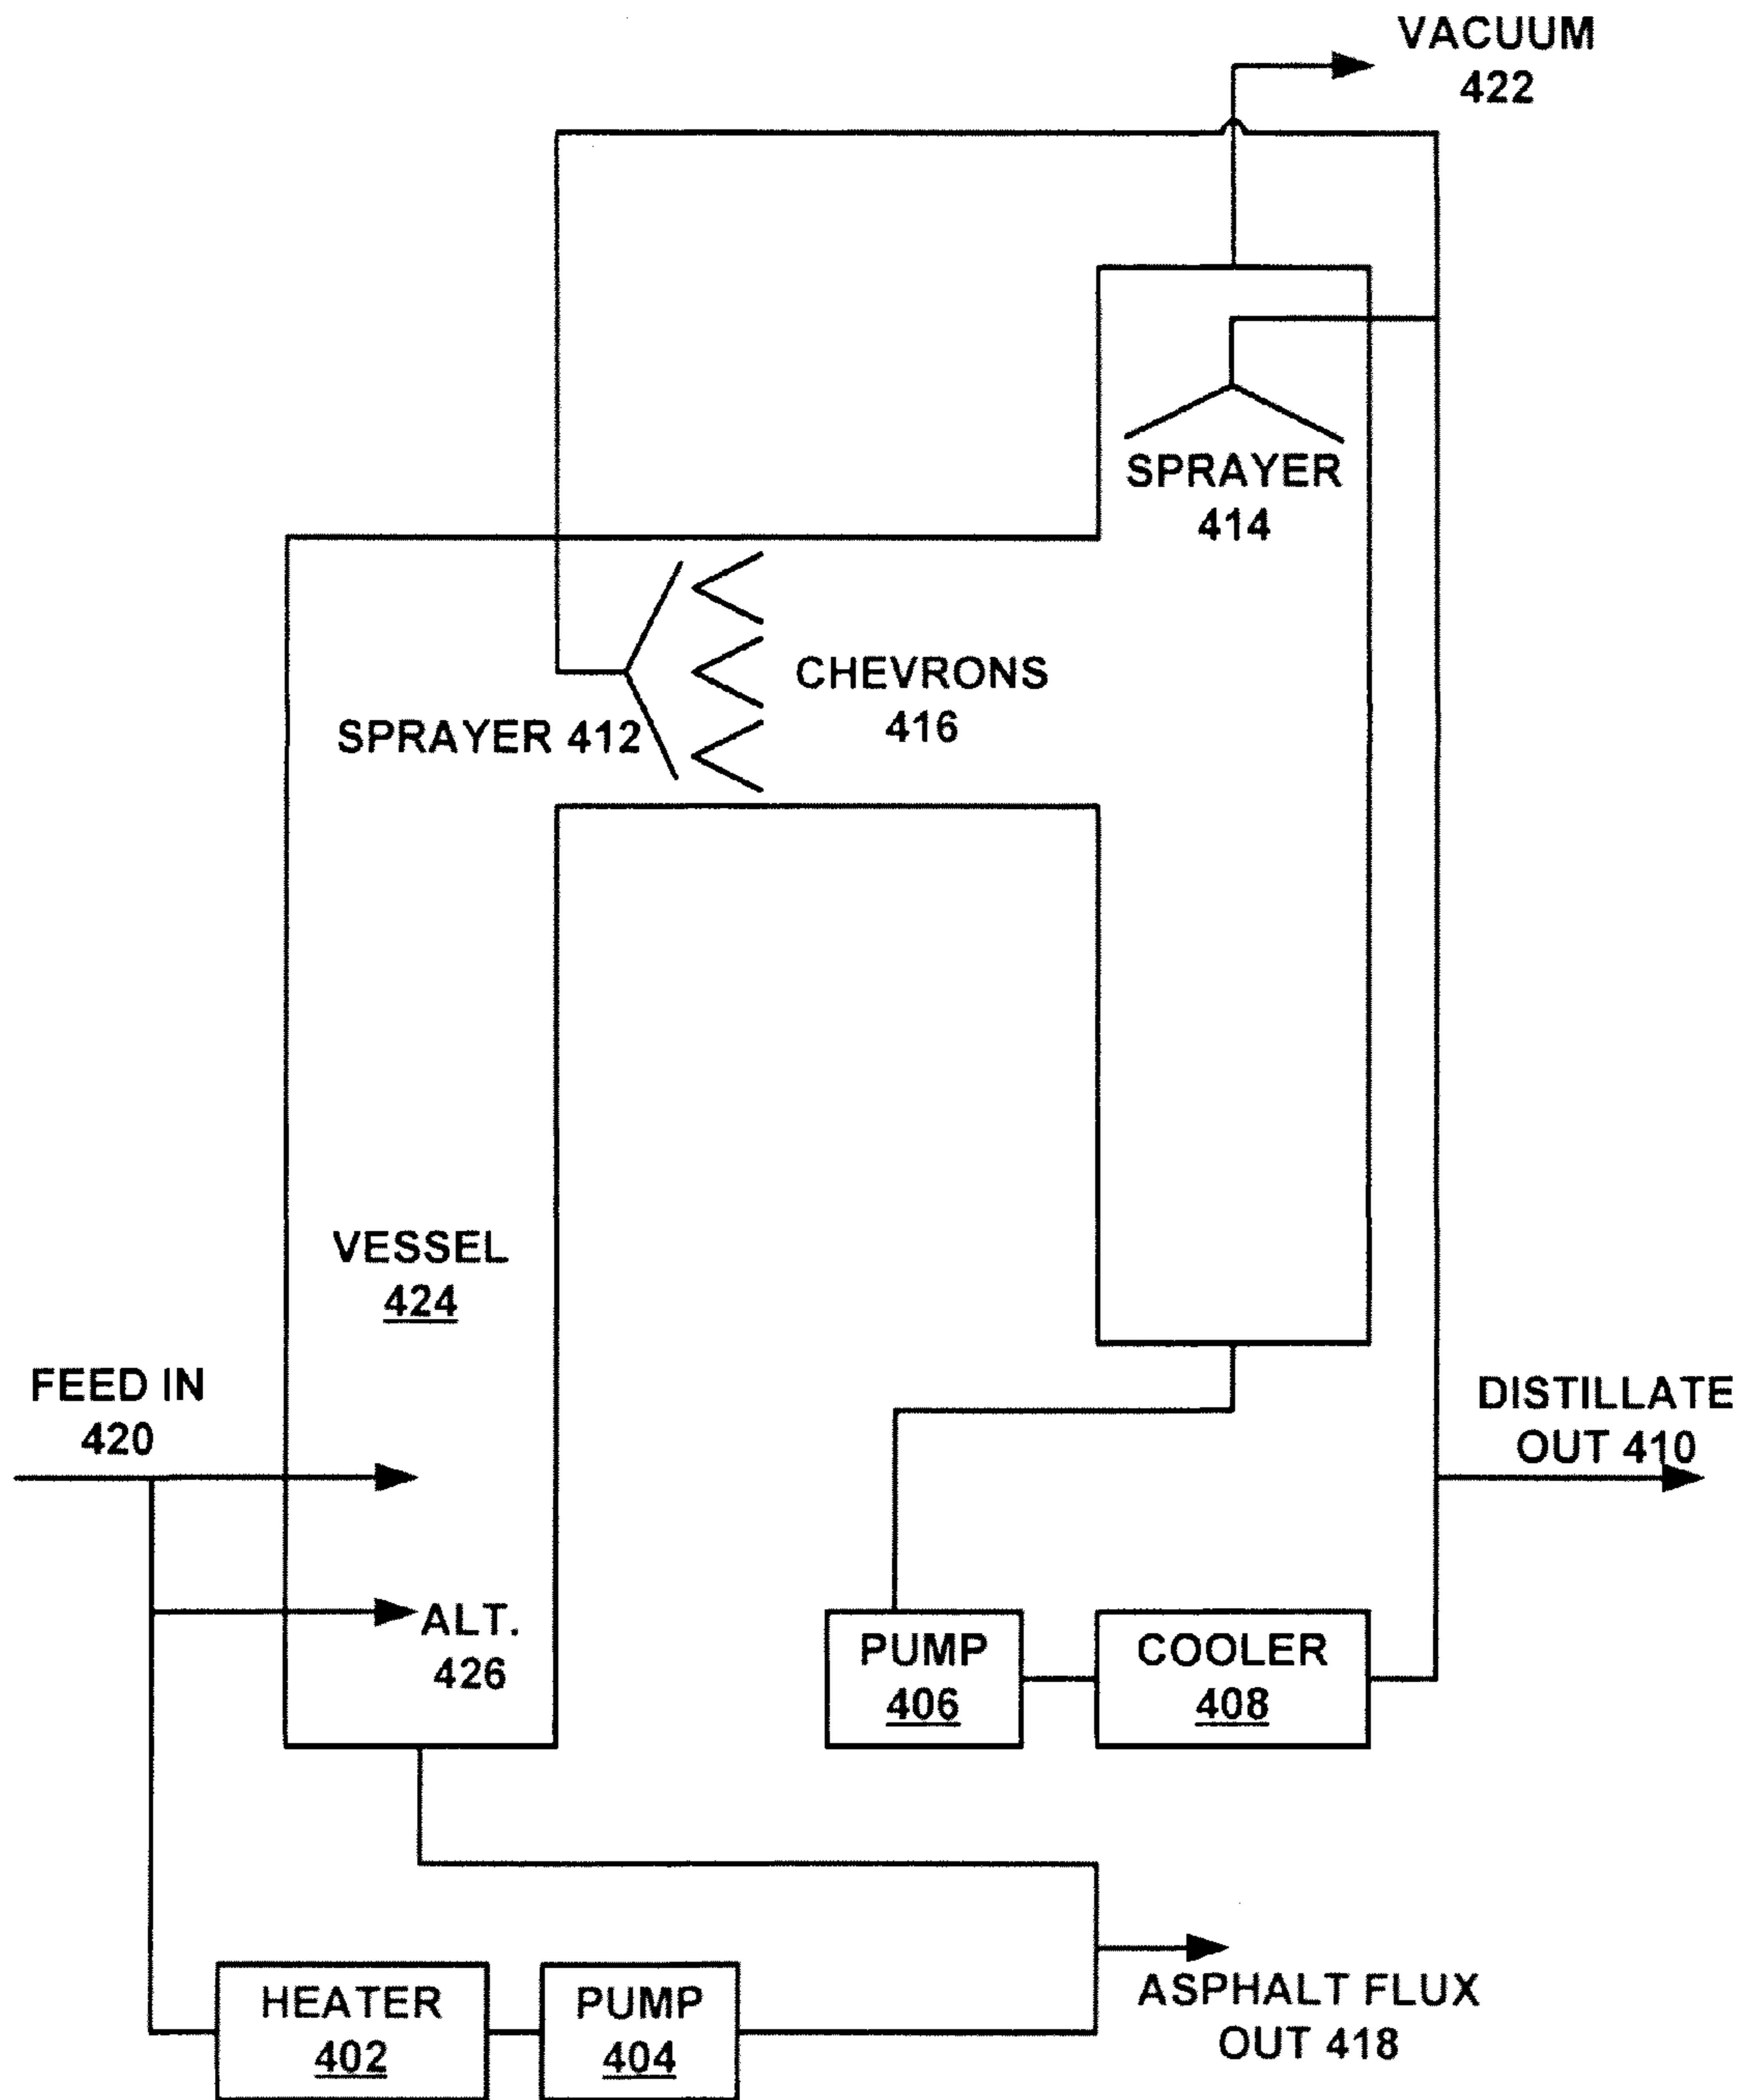 VACUUM
422
SPRAYER
414
CHEVRONS
416
SPRAYER 412
VESSEL
424
FEED IN
420
DISTILLATE
OUT 410
ALT.
426
PUMP
406
COOLER
408
HEATER
402
PUMP
404
ASPHALT FLUX
OUT 418